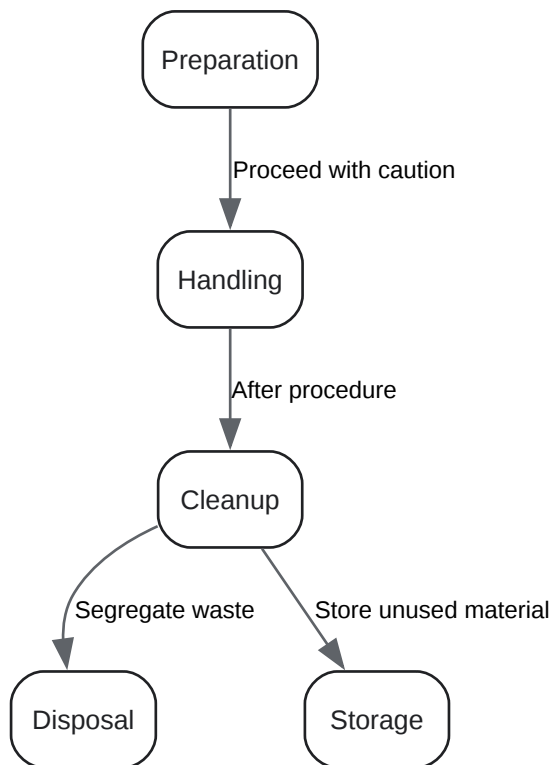 Preparation
Proceed with caution
Handling
After procedure
Cleanup
Segregate waste
Store unused material
Disposal
Storage